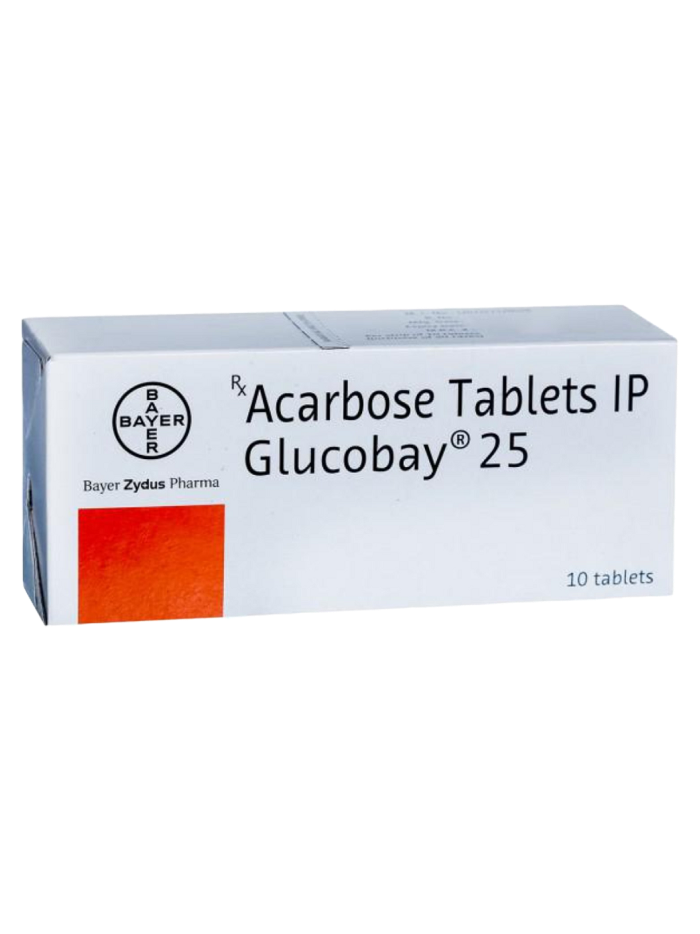 BAYER
BAYER
Bayer Zydus Pharma
Rx Acarbose Tablets IP
Glucobay® 25
10 tablets